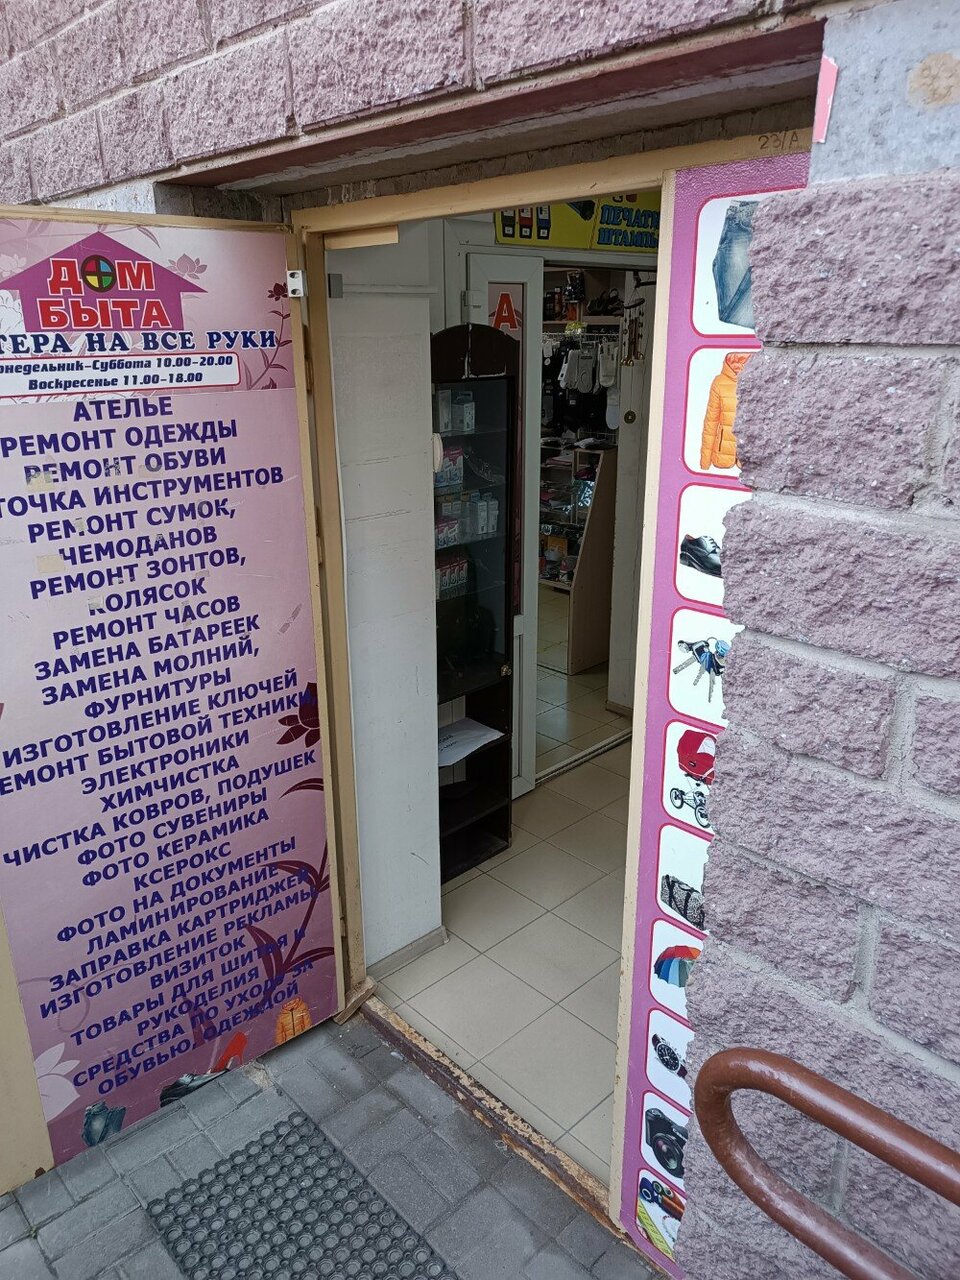 23/А
ПЕЧАТИ
ШТАМПЫ
ДОМ
БЫТА
ТЕРА НА ВСЕ РУКИ
онедельник-Суббота 10.00-20.00
Воскресенье 11.00-18.00
А
АТЕЛЬЕ
РЕМОНТ ОДЕЖДЫ
РЕМОНТ ОБУВИ
ТОЧКА ИНСТРУМЕНТОВ
РЕМОНТ СУМОК,
ЧЕМОДАНОВ
РЕМОНТ ЗОНТОВ,
КОЛЯСОК
РЕМОНТ ЧАСОВ
ЗАМЕНА БАТАРЕЕК
ЗАМЕНА МОЛНИЙ,
ФУРНИТУРЫ
ИЗГОТОВЛЕНИЕ КЛЮЧЕЙ
ЕМОНТ БЫТОВОЙ ТЕХНИКИ
ЭЛЕКТРОНИКИ
ХИМЧИСТКА
ЧИСТКА КОВРОВ, ПОДУШЕК
ФОТО СУВЕНИРЫ
ФОТО КЕРАМИКА
КСЕРОКС
ФОТО НА ДОКУМЕНТЫ
ЛАМИНИРОВАНИЕ
ЗАПРАВКА КАРТРИДЖЕЙ
ИЗГОТОВЛЕНИЕ РЕКЛАМЫ
ВИЗИТОК
ТОВАРЫ ДЛЯ ШИТЬЯ И
РУКОДЕЛИЯ
СРЕДСТВА ПО УХОДУ ЗА
ОБУВЬЮ, ОДЕЖДОЙ